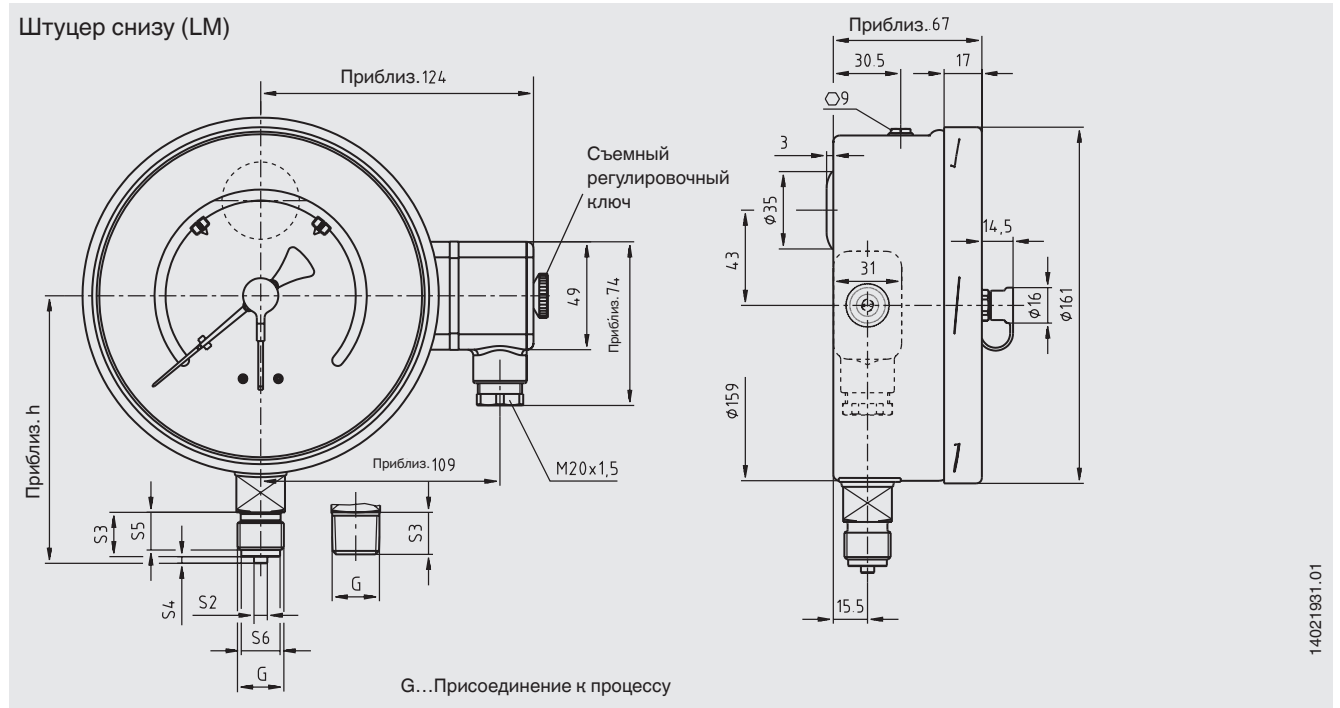 Штуцер снизу (LM)
Приблиз.124
Съемный
регулировочный
ключ
49
Приблиз.74
Приблиз. h
Приблиз.109
M20x1,5
S3
S5
S4
S2
S6
G
S3
G
G...Присоединение к процессу
Приблиз.67
30.5
17
9
3
ø35
43
31
14,5
ø16
ø161
ø159
15.5
14021931.01